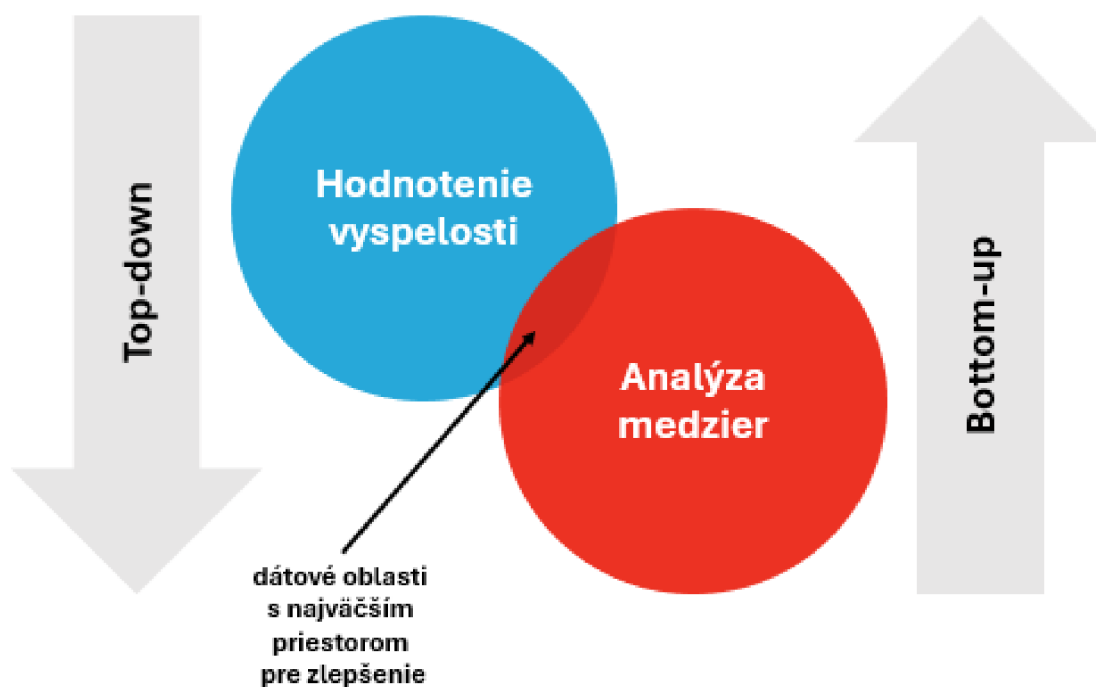 Top-down
Hodnotenie
vyspelosti
Analýza
medzier
Bottom-up
dátové oblasti
s najväčším
priestorom
pre zlepšenie